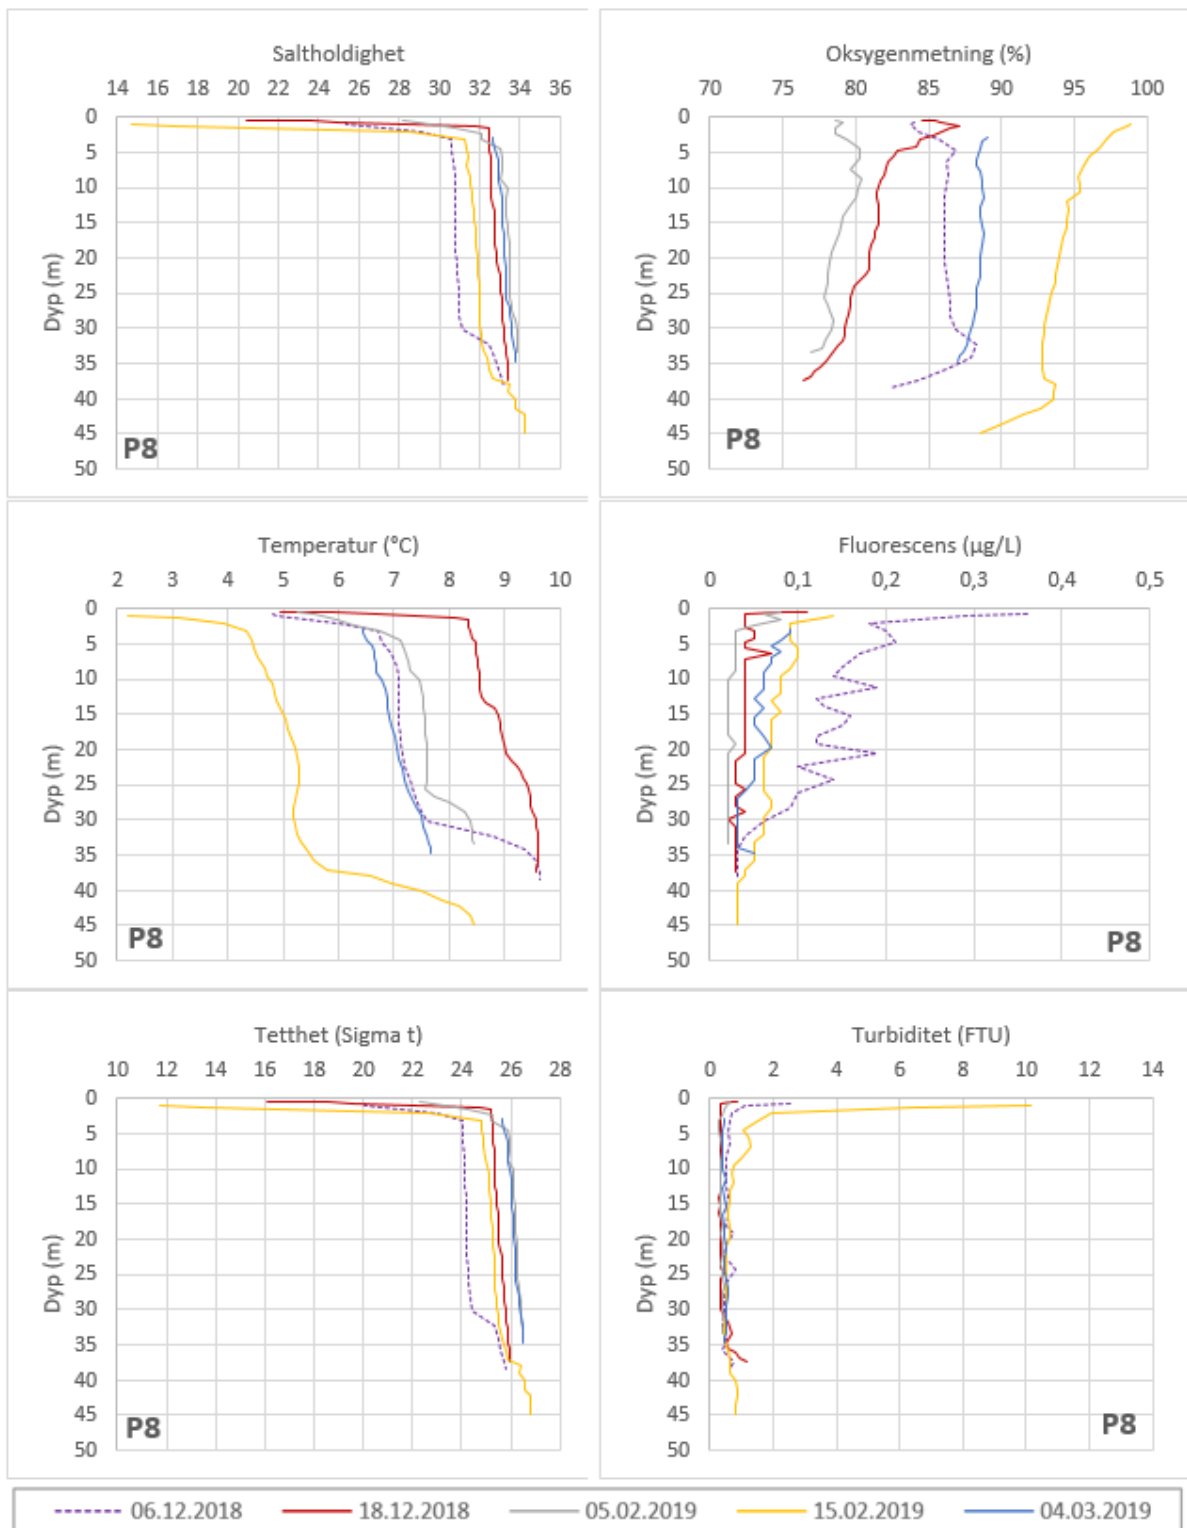 Saltholdighet
14 16 18 20 22 24 26 28 30 32 34 36
0
5
10
15
20
25
30
35
40
45
50
Dyp (m)
P8
Oksygenmetning (%)
70 75 80 85 90 95 100
0
5
10
15
20
25
30
35
40
45
50
Dyp (m)
P8
Temperatur (°C)
2 3 4 5 6 7 8 9 10
0
5
10
15
20
25
30
35
40
45
50
Dyp (m)
P8
Fluorescens (µg/L)
0 0,1 0,2 0,3 0,4 0,5
0
5
10
15
20
25
30
35
40
45
50
Dyp (m)
P8
Tetthet (Sigma t)
10 12 14 16 18 20 22 24 26 28
0
5
10
15
20
25
30
35
40
45
50
Dyp (m)
P8
Turbiditet (FTU)
0 2 4 6 8 10 12 14
0
5
10
15
20
25
30
35
40
45
50
Dyp (m)
P8
06.12.2018 18.12.2018 05.02.2019 15.02.2019 04.03.2019